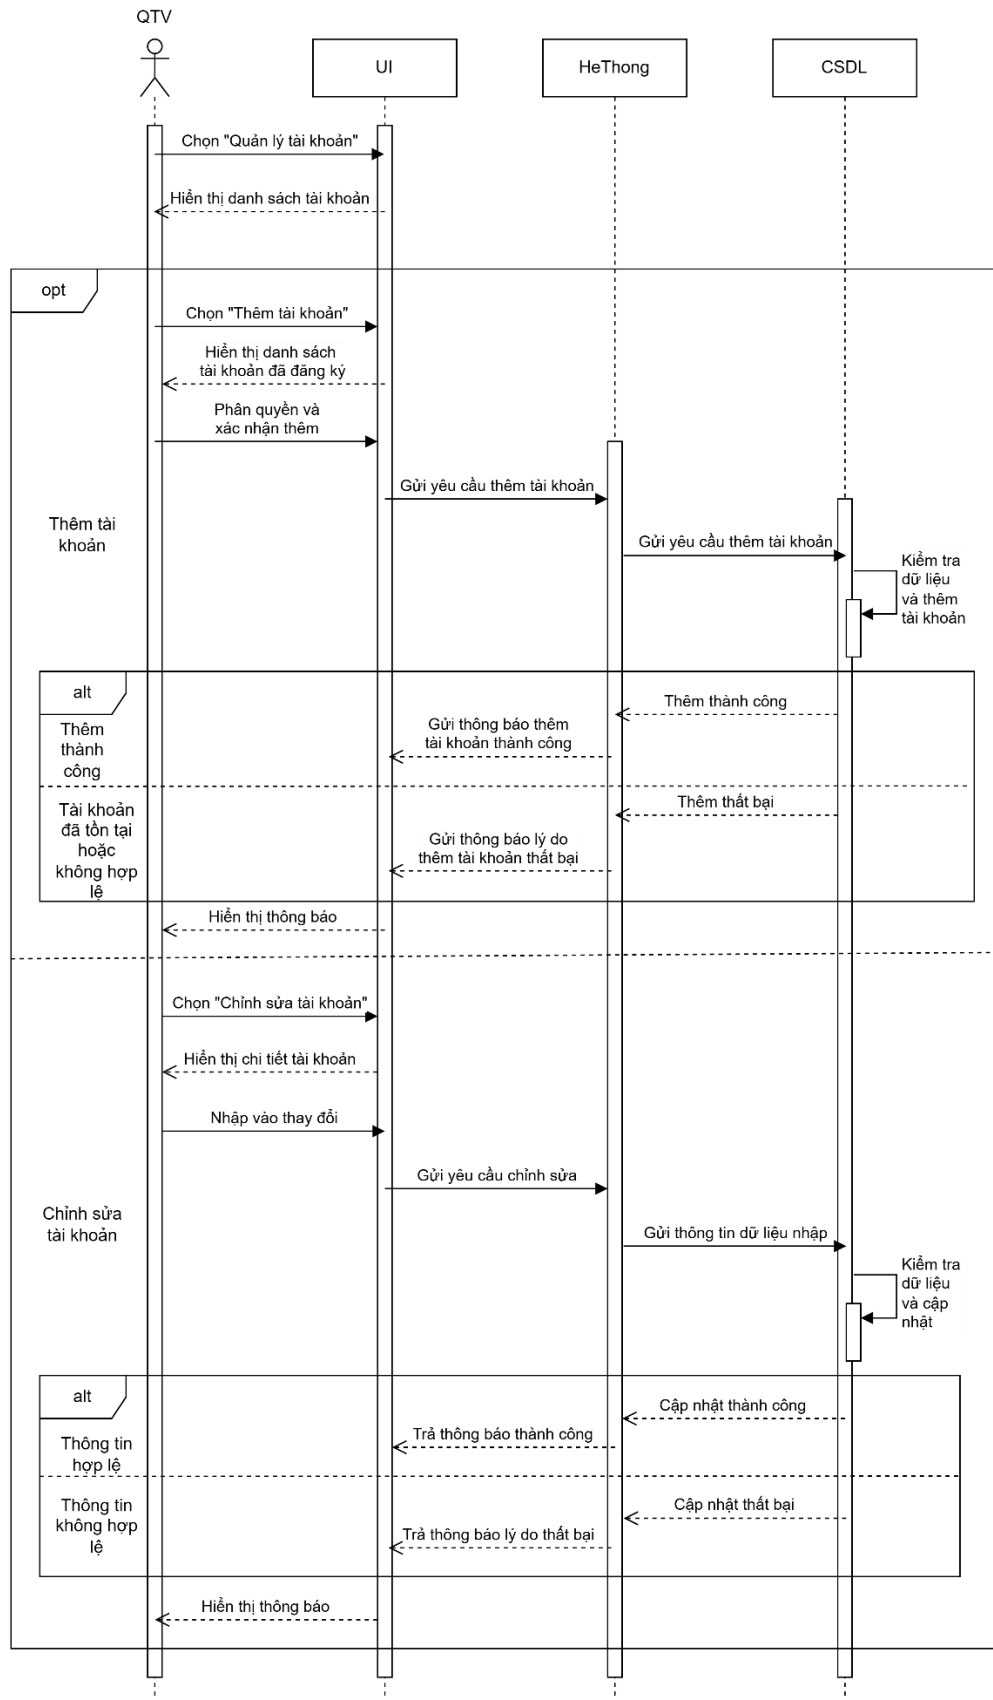 QTV
UI
HeThong
CSDL
Chọn "Quản lý tài khoản"
Hiển thị danh sách tài khoản
opt
Chọn "Thêm tài khoản"
Hiển thị danh sách
tài khoản đã đăng ký
Phân quyền và
xác nhận thêm
Gửi yêu cầu thêm tài khoản
Thêm tài
khoản
Gửi yêu cầu thêm tài khoản
Kiểm tra
dữ liệu
và thêm
tài khoản
alt
Thêm
thành
công
Thêm thành công
Gửi thông báo thêm
tài khoản thành công
Tài khoản
đã tồn tại
hoặc
không hợp
lệ
Thêm thất bại
Gửi thông báo lý do
thêm tài khoản thất bại
Hiển thị thông báo
Chọn "Chỉnh sửa tài khoản"
Hiển thị chi tiết tài khoản
Nhập vào thay đổi
Gửi yêu cầu chỉnh sửa
Chỉnh sửa
tài khoản
Gửi thông tin dữ liệu nhập
Kiểm tra
dữ liệu
và cập
nhật
alt
Cập nhật thành công
Trả thông báo thành công
Thông tin
hợp lệ
Thông tin
không hợp
lệ
Cập nhật thất bại
Trả thông báo lý do thất bại
Hiển thị thông báo